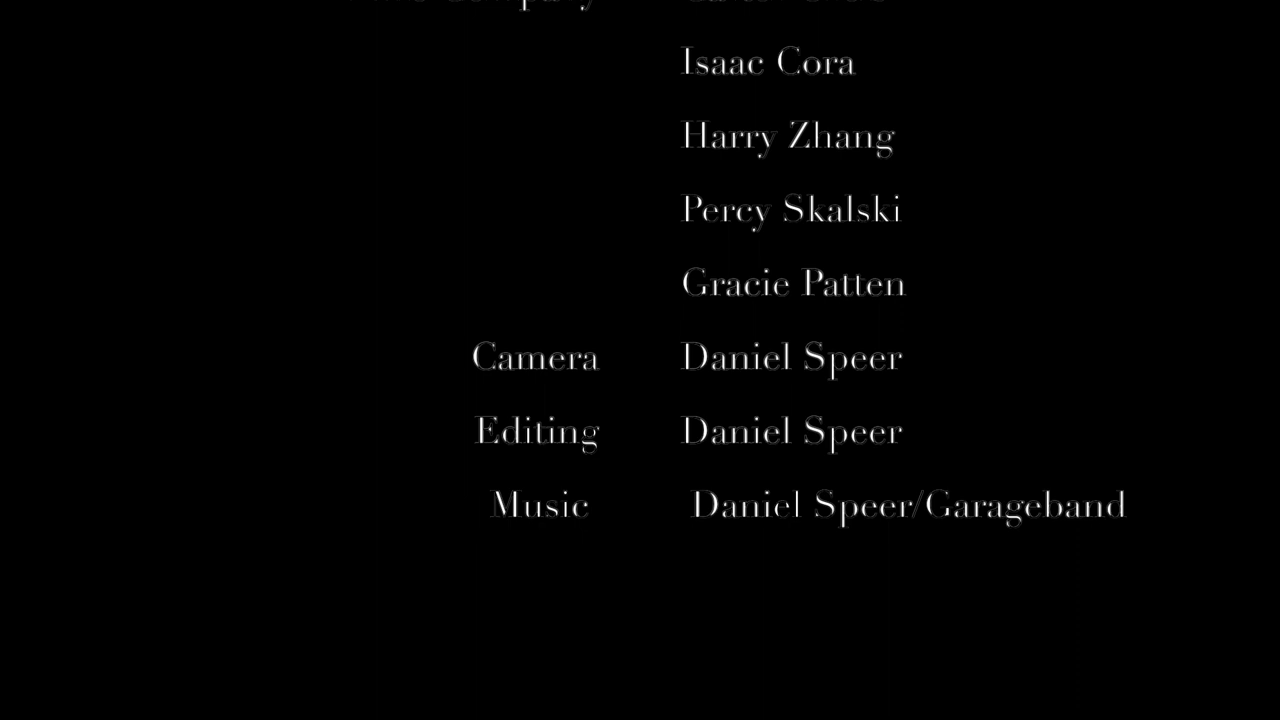 Isaac Cora
Harry Zhang
Percy Skalski
Gracie Patten
Camera Daniel Speer
Editing Daniel Speer
Music Daniel Speer/Garageband